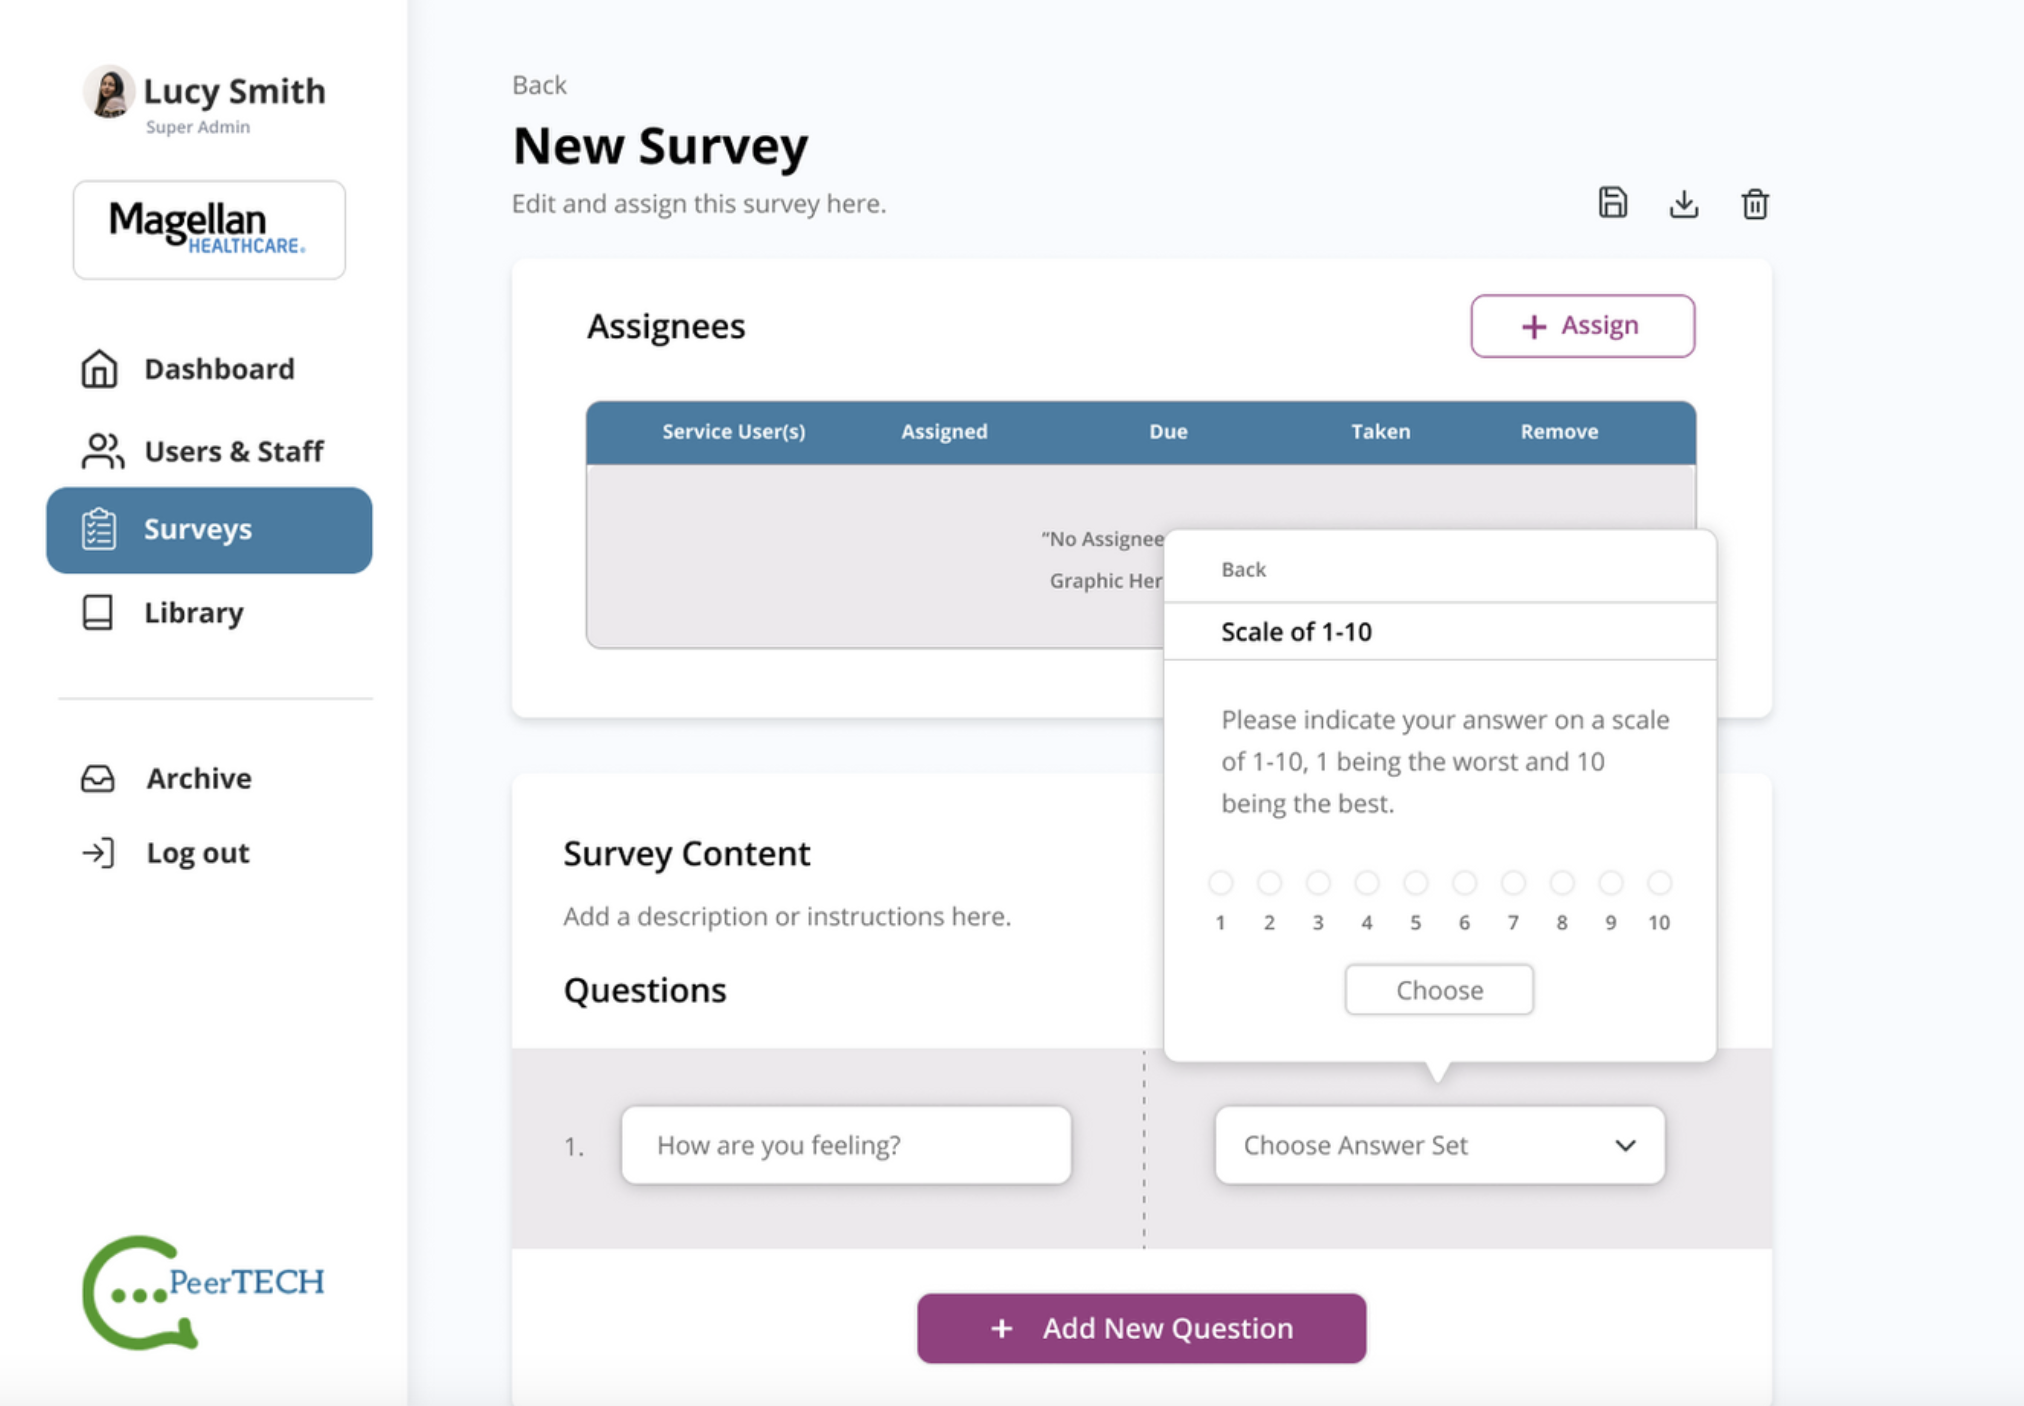 Lucy Smith
Super Admin
Magellan
HEALTHCARE®
Dashboard
Users & Staff
Surveys
Library
Archive
Log out
PeerTECH
Back
New Survey
Edit and assign this survey here.
Assignees
+ Assign
Service User(s) Assigned Due Taken Remove
"No Assignee
Graphic Her
Back
Scale of 1-10
Please indicate your answer on a scale
of 1-10, 1 being the worst and 10
being the best.
1 2 3 4 5 6 7 8 9 10
Choose
Survey Content
Add a description or instructions here.
Questions
1. How are you feeling? Choose Answer Set
+ Add New Question